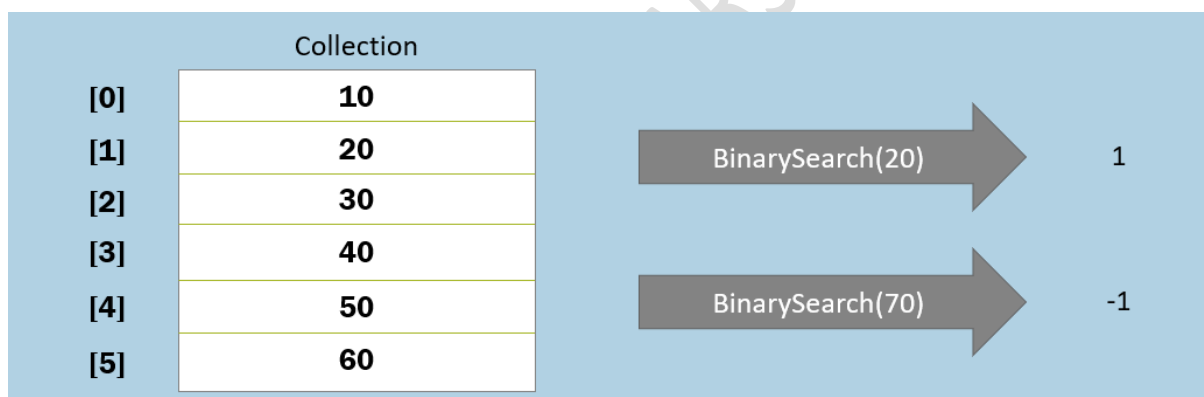 Collection
[0] 10
[1] 20
[2] 30
[3] 40
[4] 50
[5] 60
BinarySearch(20) 1
BinarySearch(70) -1